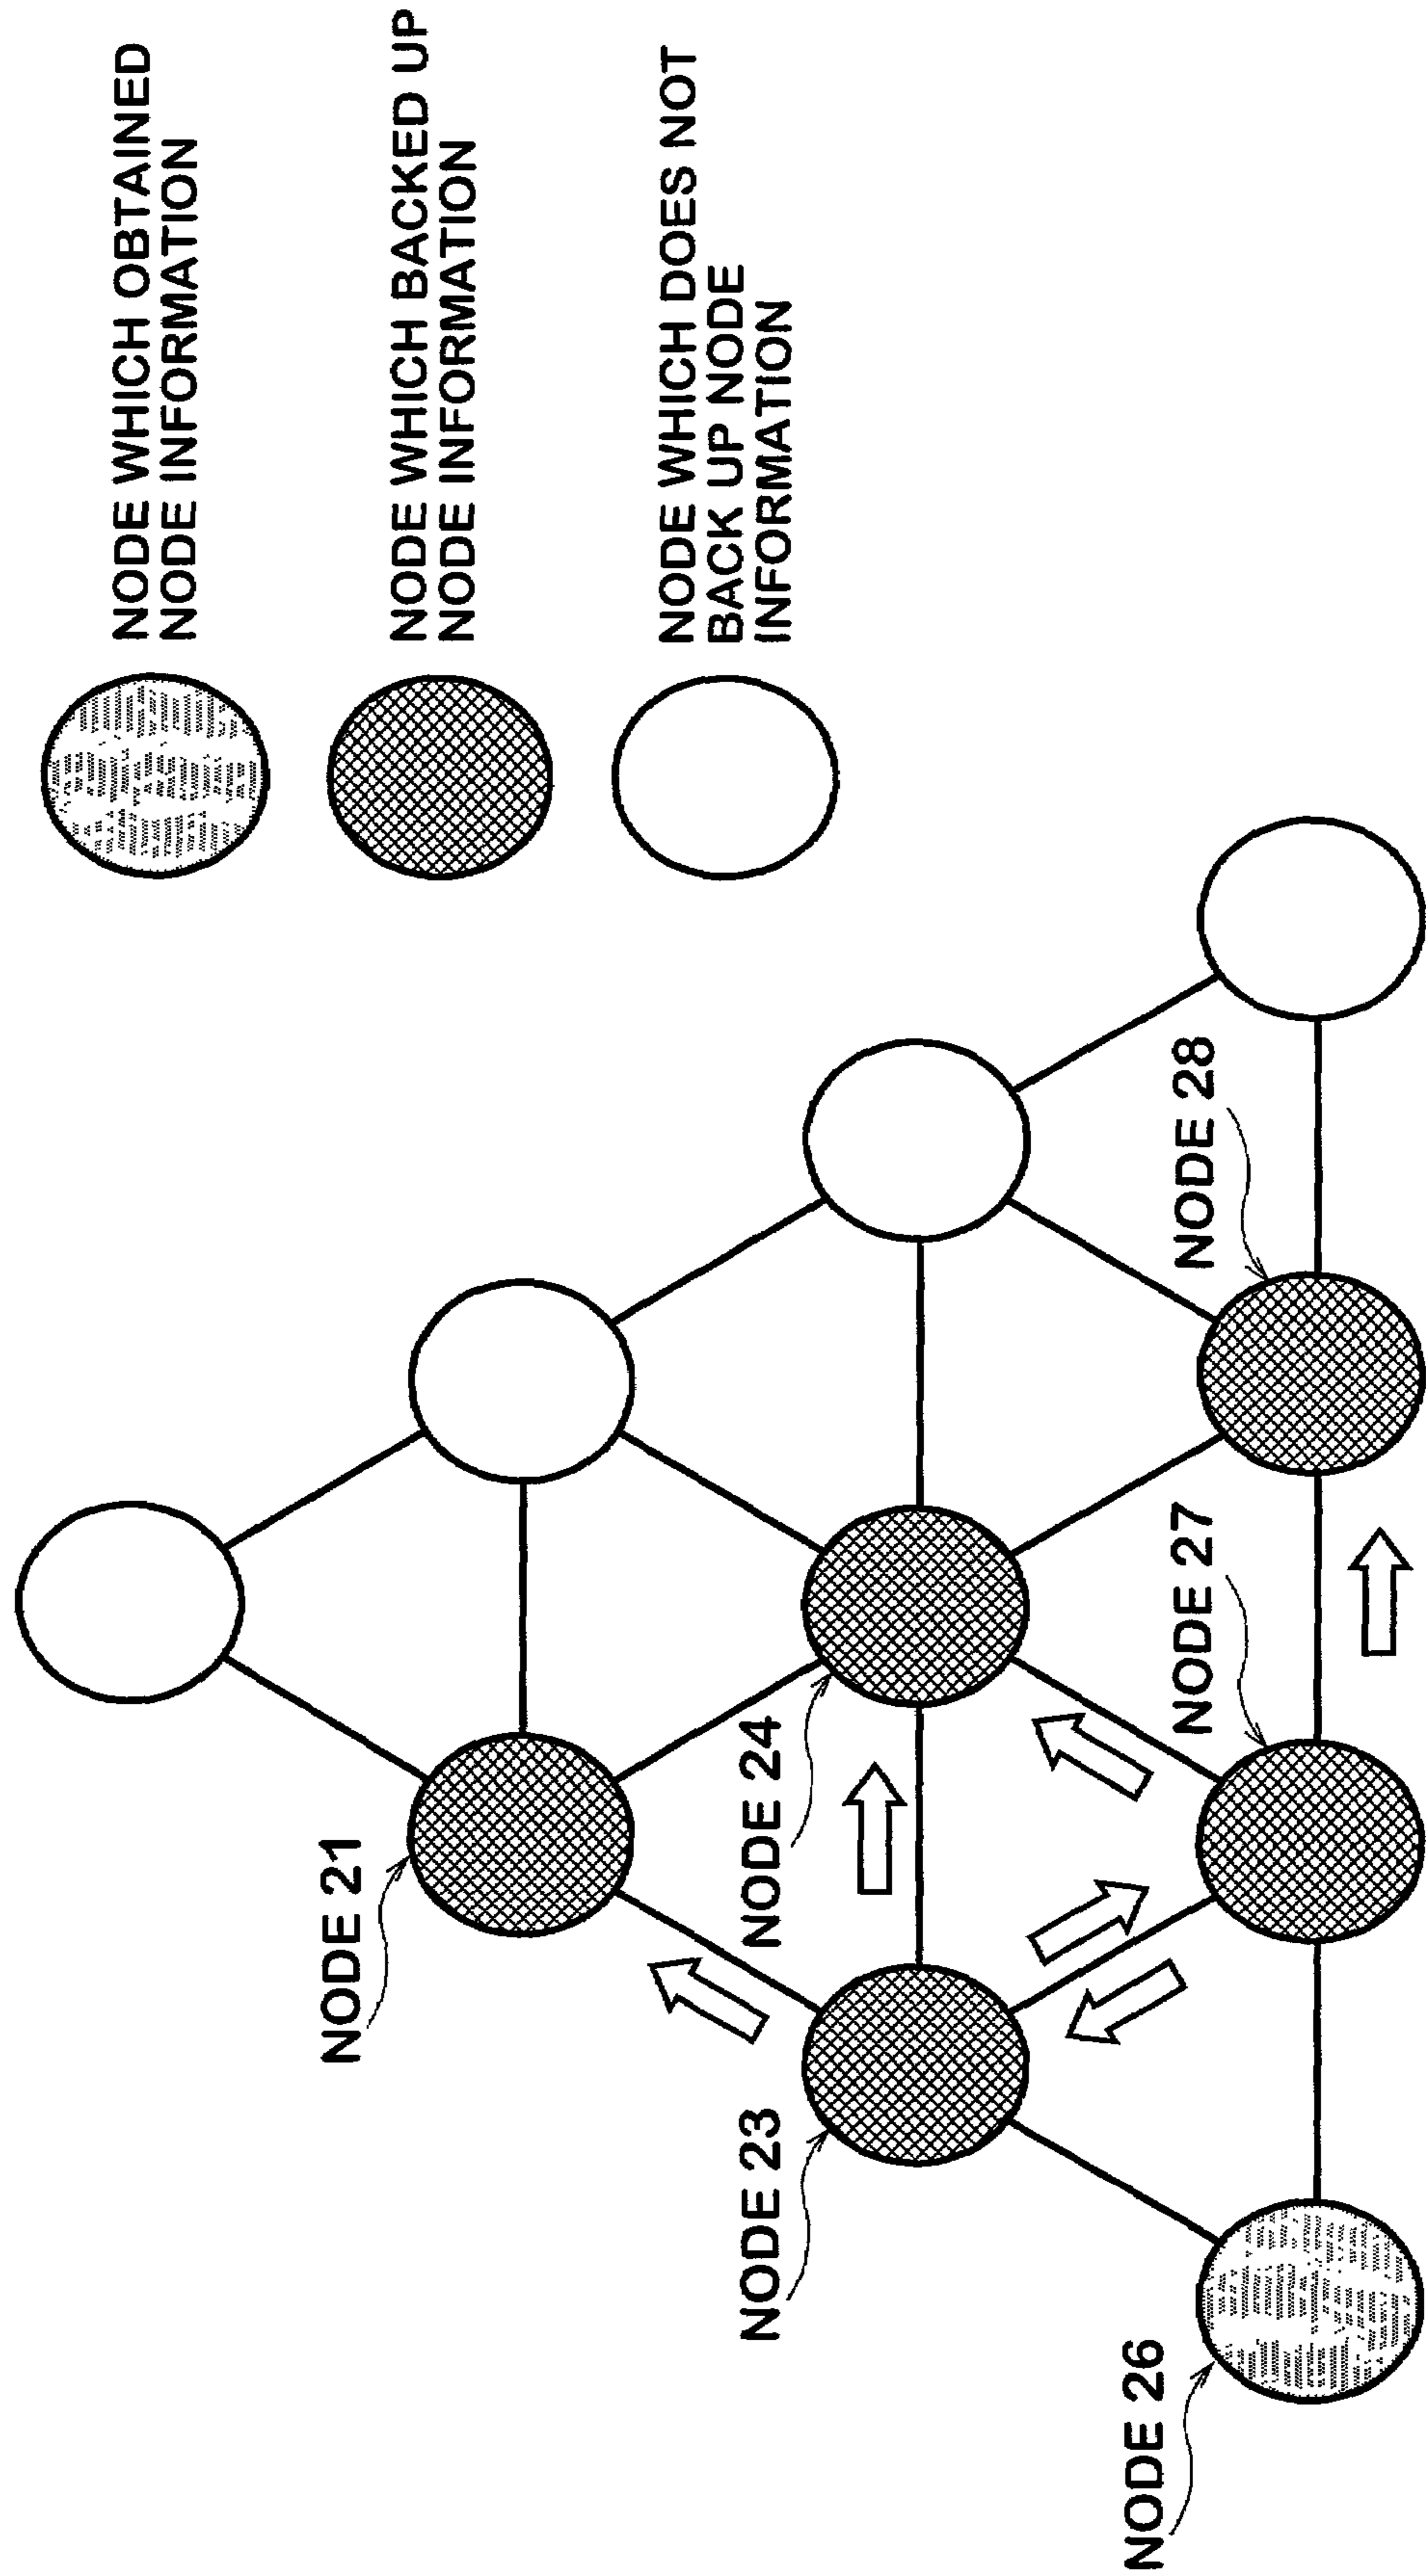 NODE WHICH OBTAINED
NODE INFORMATION
NODE WHICH BACKED UP
NODE INFORMATION
NODE WHICH DOES NOT
BACK UP NODE
INFORMATION
NODE 21
NODE 23
NODE 24
NODE 26
NODE 27
NODE 28